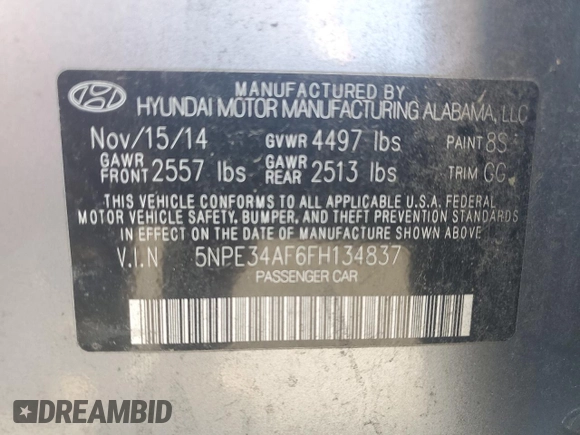 MANUFACTURED BY
HYUNDAI MOTOR MANUFACTURING ALABAMA, LLC
Nov/15/14 GVWR 4497 lbs PAINT 8S
GAWR FRONT 2557 lbs GAWR REAR 2513 lbs TRIM CG
THIS VEHICLE CONFORMS TO ALL APPLICABLE U.S.A. FEDERAL
MOTOR VEHICLE SAFETY, BUMPER, AND THEFT PREVENTION
STANDARDS IN EFFECT ON THE DATE OF MANUFACTURE SHOWN ABOVE.
V.I.N 5NPE34AF6FH134837
PASSENGER CAR
DREAMBID